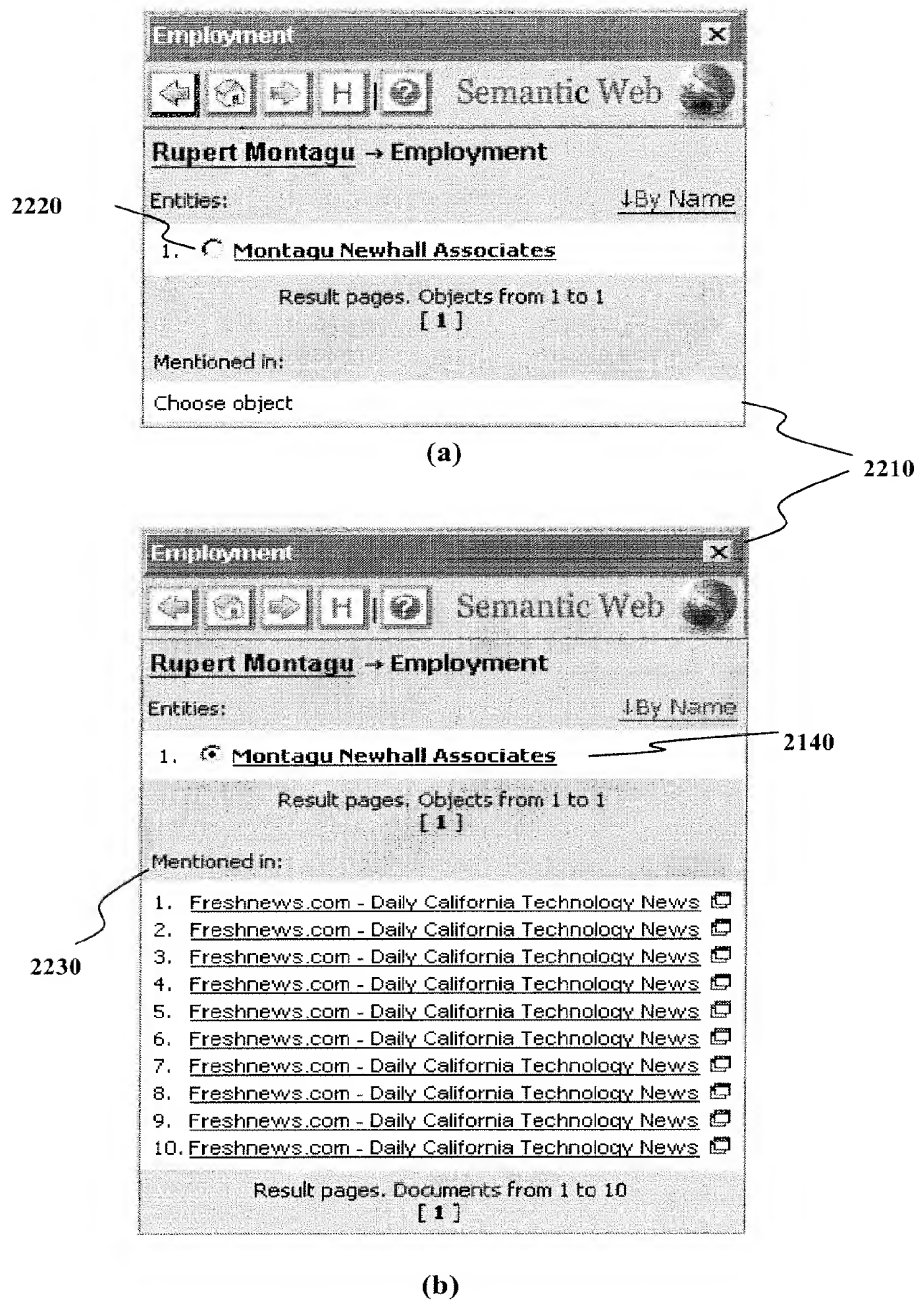 Employment
H | ? Semantic Web
Rupert Montagu → Employment
Entities: ↓By Name
2220
1. Montagu Newhall Associates
Result pages. Objects from 1 to 1
[ 1 ]
Mentioned in:
Choose object
(a)
2210
Employment
H | ? Semantic Web
Rupert Montagu → Employment
Entities: ↓By Name
1. Montagu Newhall Associates
2140
Result pages. Objects from 1 to 1
[ 1 ]
Mentioned in:
2230
1. Freshnews.com - Daily California Technology News
2. Freshnews.com - Daily California Technology News
3. Freshnews.com - Daily California Technology News
4. Freshnews.com - Daily California Technology News
5. Freshnews.com - Daily California Technology News
6. Freshnews.com - Daily California Technology News
7. Freshnews.com - Daily California Technology News
8. Freshnews.com - Daily California Technology News
9. Freshnews.com - Daily California Technology News
10. Freshnews.com - Daily California Technology News
Result pages. Documents from 1 to 10
[ 1 ]
(b)